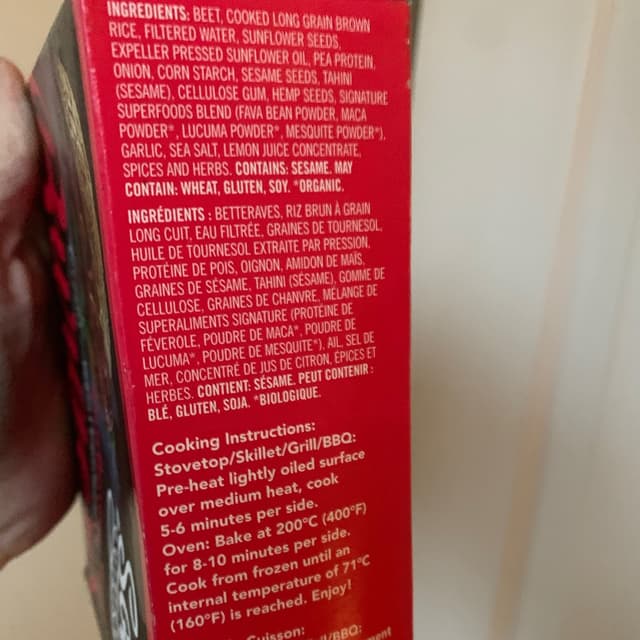 INGREDIENTS: BEET, COOKED LONG GRAIN BROWN
RICE, FILTERED WATER, SUNFLOWER SEEDS,
EXPELLER PRESSED SUNFLOWER OIL, PEA PROTEIN,
ONION, CORN STARCH, SESAME SEEDS, TAHINI
(SESAME), CELLULOSE GUM, HEMP SEEDS, SIGNATURE
SUPERFOODS BLEND (FAVA BEAN POWDER, MACA
POWDER*, LUCUMA POWDER*, MESQUITE POWDER*),
GARLIC, SEA SALT, LEMON JUICE CONCENTRATE,
SPICES AND HERBS. CONTAINS: SESAME. MAY
CONTAIN: WHEAT, GLUTEN, SOY. *ORGANIC.
INGRÉDIENTS : BETTERAVES, RIZ BRUN À GRAIN
LONG CUIT, EAU FILTRÉE, GRAINES DE TOURNESOL,
HUILE DE TOURNESOL EXTRAITE PAR PRESSION,
PROTÉINE DE POIS, OIGNON, AMIDON DE MAÏS,
GRAINES DE SÉSAME, TAHINI (SÉSAME), GOMME DE
CELLULOSE, GRAINES DE CHANVRE, MÉLANGE DE
SUPERALIMENTS SIGNATURE (PROTÉINE DE
FÉVEROLE, POUDRE DE MACA*, POUDRE DE
LUCUMA*, POUDRE DE MESQUITE*), AIL, SEL DE
MER, CONCENTRÉ DE JUS DE CITRON, ÉPICES ET
HERBES. CONTIENT: SÉSAME. PEUT CONTENIR :
BLÉ, GLUTEN, SOJA. *BIOLOGIQUE.
Cooking Instructions:
Stovetop/Skillet/Grill/BBQ:
Pre-heat lightly oiled surface
over medium heat, cook
5-6 minutes per side.
Oven: Bake at 200°C (400°F)
for 8-10 minutes per side.
Cook from frozen until an
internal temperature of 71°C
(160°F) is reached. Enjoy!
Cuisson:
/BBQ: